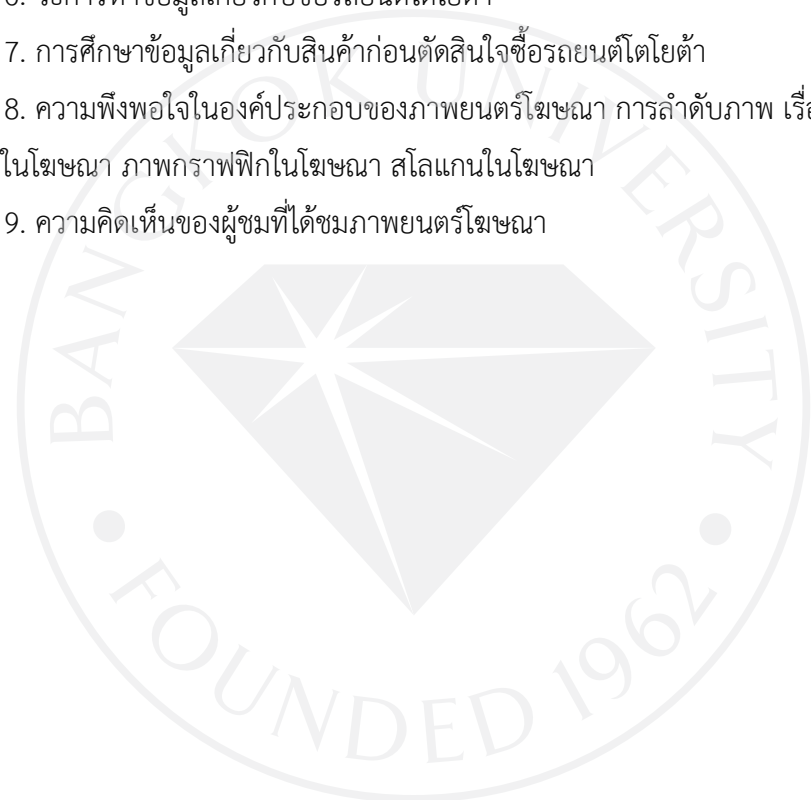 7. การศึกษาข้อมูลเกี่ยวกับสินค้าก่อนตัดสินใจซื้อรถยนต์โตโยต้า
8. ความพึงพอใจในองค์ประกอบของภาพยนตร์โฆษณา การลำดับภาพ
ในโฆษณา ภาพกราฟฟิกในโฆษณา สโลแกนในโฆษณา
9. ความคิดเห็นของผู้ชมที่ได้ชมภาพยนตร์โฆษณา
BANGKOK UNIVERSITY
FOUNDED 1962